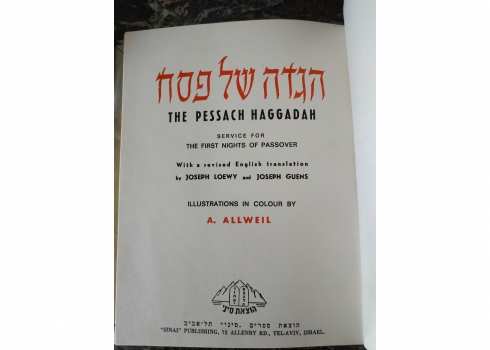 הגדה של פסח
THE PESSACH HAGGADAH
SERVICE FOR
THE FIRST NIGHTS OF PASSOVER
With a revised English translation
by JOSEPH LOEWY and JOSEPH GUENS
ILLUSTRATIONS IN COLOUR BY
A. ALLWEIL
הוצאת סיני
הוצאת ספרים „סיני” תל־אביב
"SINAI" PUBLISHING, 72 ALLENBY RD., TEL-AVIV, ISRAEL.